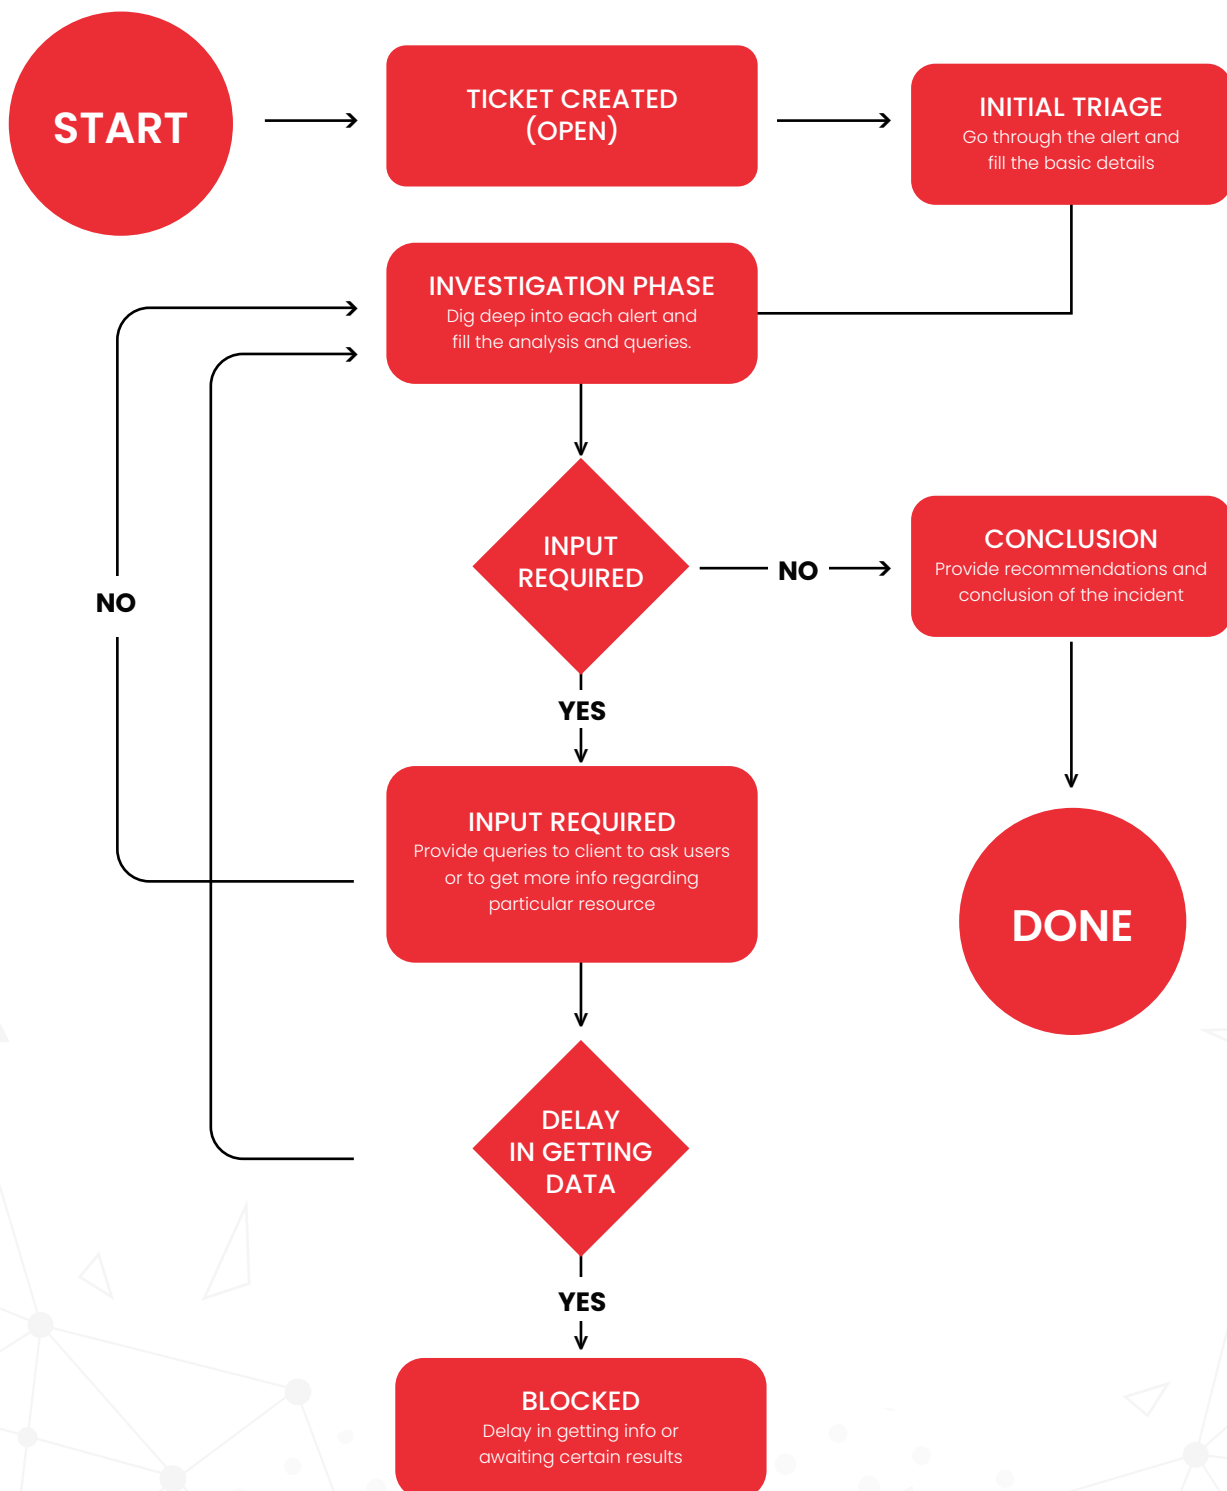 START
TICKET CREATED
(OPEN)
INITIAL TRIAGE
Go through the alert and
fill the basic details
INVESTIGATION PHASE
Dig deep into each alert and
fill the analysis and queries.
INPUT
REQUIRED
NO
CONCLUSION
Provide recommendations and
conclusion of the incident
NO
YES
INPUT REQUIRED
Provide queries to client to ask users
or to get more info regarding
particular resource
DONE
DELAY
IN GETTING
DATA
YES
BLOCKED
Delay in getting info or
awaiting certain results